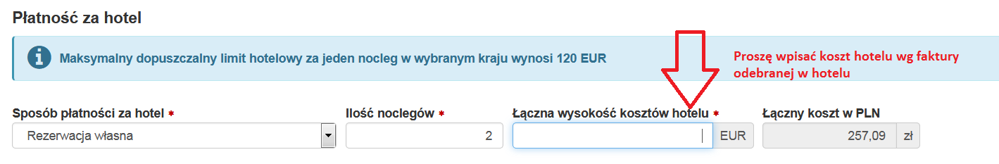 Płatność za hotel
Maksymalny dopuszczalny limit hotelowy za jeden nocleg w wybranym kraju wynosi 120 EUR
Proszę wpisać koszt hotelu wg faktury
odebranej w hotelu
Sposób płatności za hotel * Ilość noclegów * Łączna wysokość kosztów hotelu * Łączny koszt w PLN
Rezerwacja własna 2 EUR 257,09 zł